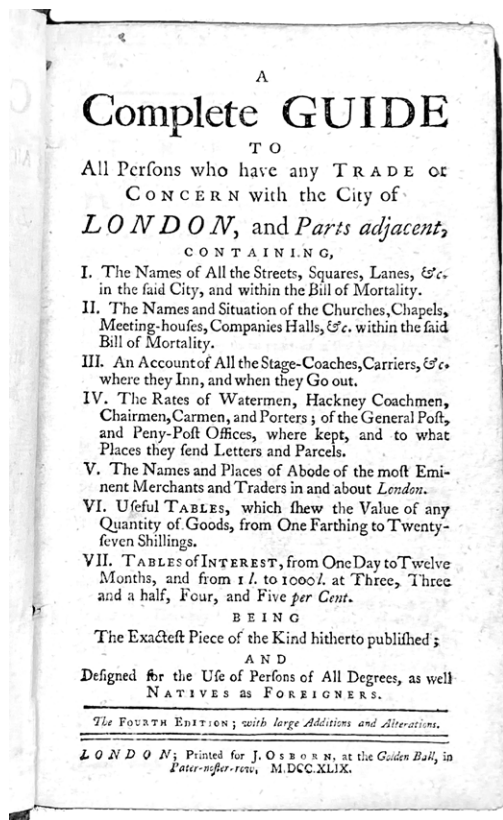 A
Complete GUIDE
TO
All Perſons who have any TRADE or
CONCERN with the City of
LONDON, and Parts adjacent,
CONTAINING,
I. The Names of All the Streets, Squares, Lanes, &c.
in the ſaid City, and within the Bill of Mortality.
II. The Names and Situation of the Churches, Chapels,
Meeting-houſes, Companies Halls, &c. within the ſaid
Bill of Mortality.
III. An Account of All the Stage-Coaches, Carriers, &c.
where they Inn, and when they Go out.
IV. The Rates of Watermen, Hackney Coachmen,
Chairmen, Carmen, and Porters; of the General Poſt,
and Peny-Poſt Offices, where kept, and to what
Places they ſend Letters and Parcels.
V. The Names and Places of Abode of the moſt Emi-
nent Merchants and Traders in and about London.
VI. Uſeful TABLES, which ſhew the Value of any
Quantity of Goods, from One Farthing to Twenty-
ſeven Shillings.
VII. TABLES of INTEREST, from One Day to Twelve
Months, and from 1 l. to 1000 l. at Three, Three
and a half, Four, and Five per Cent.
BEING
The Exacteſt Piece of the Kind hitherto publiſhed;
AND
Deſigned for the Uſe of Perſons of All Degrees, as well
NATIVES as FOREIGNERS.
The FOURTH EDITION; with large Additions and Alterations.
LONDON; Printed for J. OSBORN, at the Golden Ball, in
Pater-noſter-row, M.DCC.XLIX.